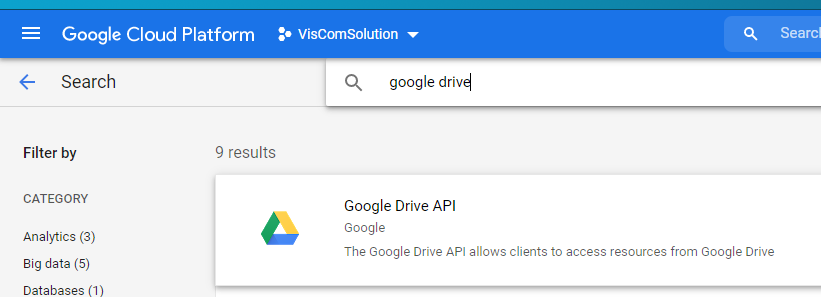 Google Cloud Platform VisComSolution Search
Search google drive
Filter by 9 results
CATEGORY
Google Drive API
Google
Analytics (3)
The Google Drive API allows clients to access resources from Google Drive
Big data (5)
Databases (1)